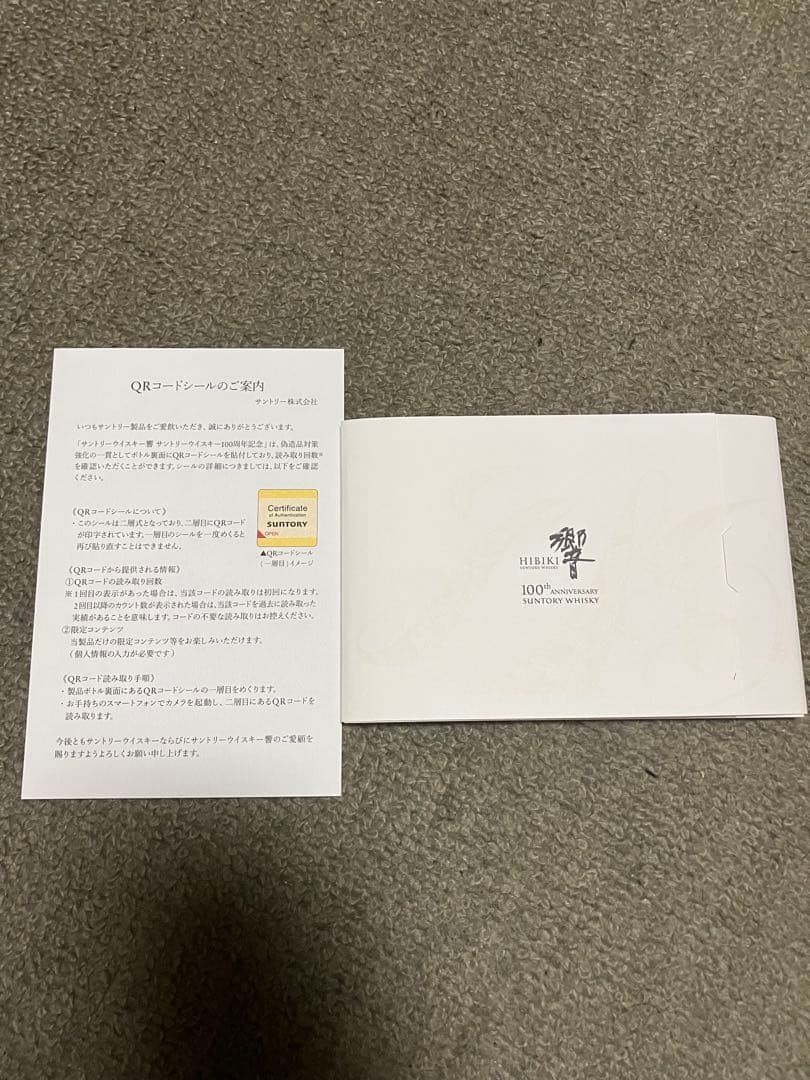 QRコードシールのご案内
サントリー株式会社
いつもサントリー製品をご愛飲いただき、誠にありがとうございます。
「サントリーウイスキー響 サントリーウイスキー100周年記念」は、偽造品対策
強化の一貫としてボトル裏面にQRコードシールを貼付しており、読み取り回数※
を確認いただくことができます。シールの詳細につきましては、以下をご確認
ください。
《QRコードシールについて》
・このシールは二層式となっており、二層目にQRコード
が印字されています。一層目のシールを一度めくると
再び貼り直すことはできません。
Certificate
of Authentication
SUNTORY
OPEN
▲QRコードシール
(一層目)イメージ
《QRコードから提供される情報》
①QRコードの読み取り回数
※1回目の表示があった場合は、当該コードの読み取りは初回になります。
2回目以降のカウント数が表示された場合は、当該コードを過去に読み取った
実績があることを意味します。コードの不要な読み取りはお控えください。
②限定コンテンツ
当製品だけの限定コンテンツ等をお楽しみいただけます。
(個人情報の入力が必要です)
《QRコード読み取り手順》
・製品ボトル裏面にあるQRコードシールの一層目をめくります。
・お手持ちのスマートフォンでカメラを起動し、二層目にあるQRコードを
読み取ります。
今後ともサントリーウイスキーならびにサントリーウイスキー響のご愛顧を
賜りますようよろしくお願い申し上げます。
響
HIBIKI
SUNTORY WHISKY
100th ANNIVERSARY
SUNTORY WHISKY